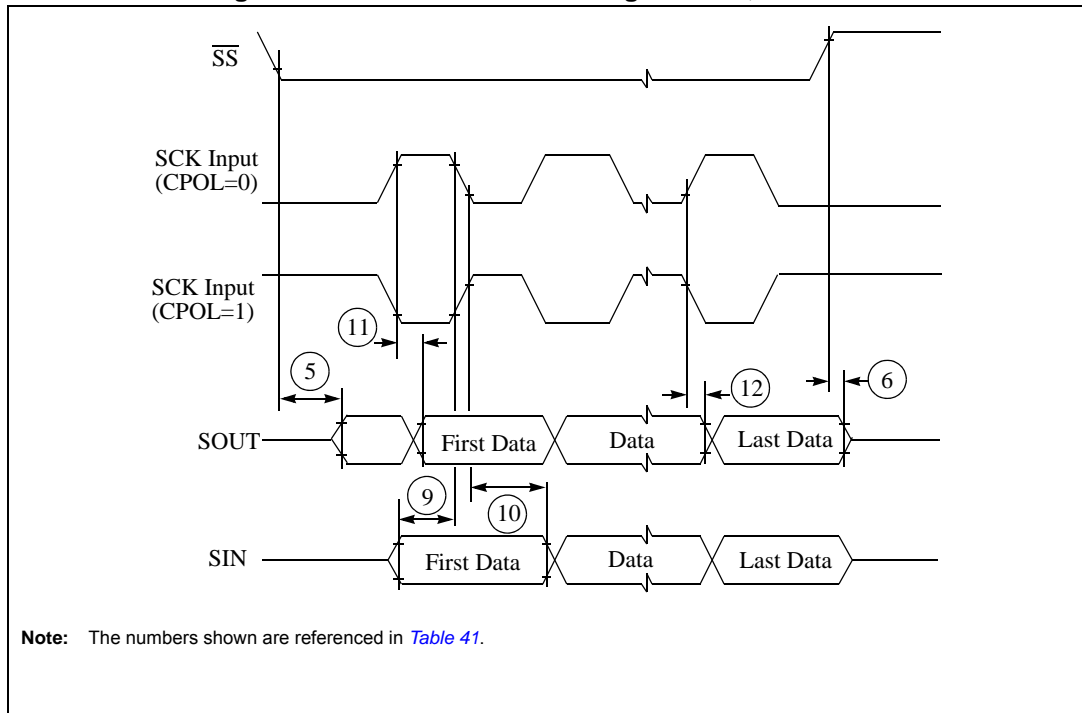 SS
SCK Input
(CPOL=0)
SCK Input
(CPOL=1)
11
5
12
6
SOUT
First Data
Data
Last Data
9
10
SIN
First Data
Data
Last Data
Note: The numbers shown are referenced in Table 41.